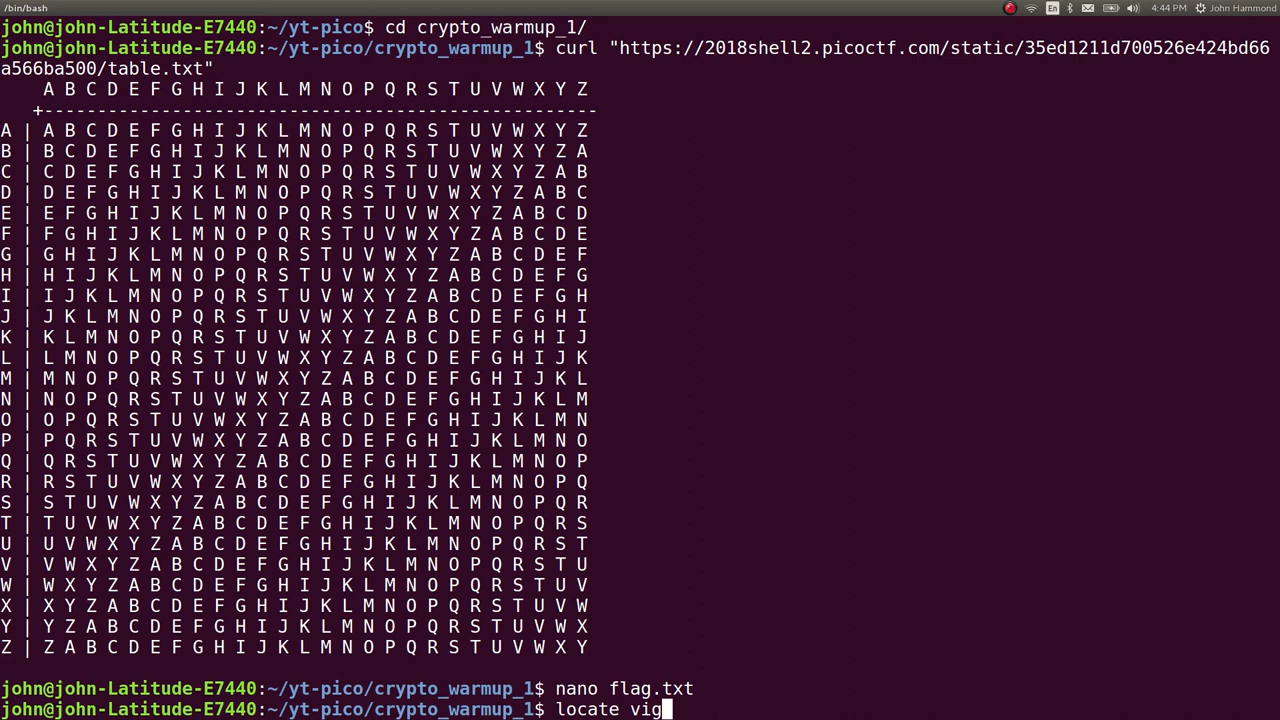 /bin/bash
En
4:44 PM
John Hammond
john@john-Latitude-E7440:~/yt-pico$ cd crypto_warmup_1/
john@john-Latitude-E7440:~/yt-pico/crypto_warmup_1$ curl "https://2018shell2.picoctf.com/static/35ed1211d700526e424bd66
a566ba500/table.txt"
A B C D E F G H I J K L M N O P Q R S T U V W X Y Z
+----------------------------------------------------
A | A B C D E F G H I J K L M N O P Q R S T U V W X Y Z
B | B C D E F G H I J K L M N O P Q R S T U V W X Y Z A
C | C D E F G H I J K L M N O P Q R S T U V W X Y Z A B
D | D E F G H I J K L M N O P Q R S T U V W X Y Z A B C
E | E F G H I J K L M N O P Q R S T U V W X Y Z A B C D
F | F G H I J K L M N O P Q R S T U V W X Y Z A B C D E
G | G H I J K L M N O P Q R S T U V W X Y Z A B C D E F
H | H I J K L M N O P Q R S T U V W X Y Z A B C D E F G
I | I J K L M N O P Q R S T U V W X Y Z A B C D E F G H
J | J K L M N O P Q R S T U V W X Y Z A B C D E F G H I
K | K L M N O P Q R S T U V W X Y Z A B C D E F G H I J
L | L M N O P Q R S T U V W X Y Z A B C D E F G H I J K
M | M N O P Q R S T U V W X Y Z A B C D E F G H I J K L
N | N O P Q R S T U V W X Y Z A B C D E F G H I J K L M
O | O P Q R S T U V W X Y Z A B C D E F G H I J K L M N
P | P Q R S T U V W X Y Z A B C D E F G H I J K L M N O
Q | Q R S T U V W X Y Z A B C D E F G H I J K L M N O P
R | R S T U V W X Y Z A B C D E F G H I J K L M N O P Q
S | S T U V W X Y Z A B C D E F G H I J K L M N O P Q R
T | T U V W X Y Z A B C D E F G H I J K L M N O P Q R S
U | U V W X Y Z A B C D E F G H I J K L M N O P Q R S T
V | V W X Y Z A B C D E F G H I J K L M N O P Q R S T U
W | W X Y Z A B C D E F G H I J K L M N O P Q R S T U V
X | X Y Z A B C D E F G H I J K L M N O P Q R S T U V W
Y | Y Z A B C D E F G H I J K L M N O P Q R S T U V W X
Z | Z A B C D E F G H I J K L M N O P Q R S T U V W X Y
john@john-Latitude-E7440:~/yt-pico/crypto_warmup_1$ nano flag.txt
john@john-Latitude-E7440:~/yt-pico/crypto_warmup_1$ locate vig